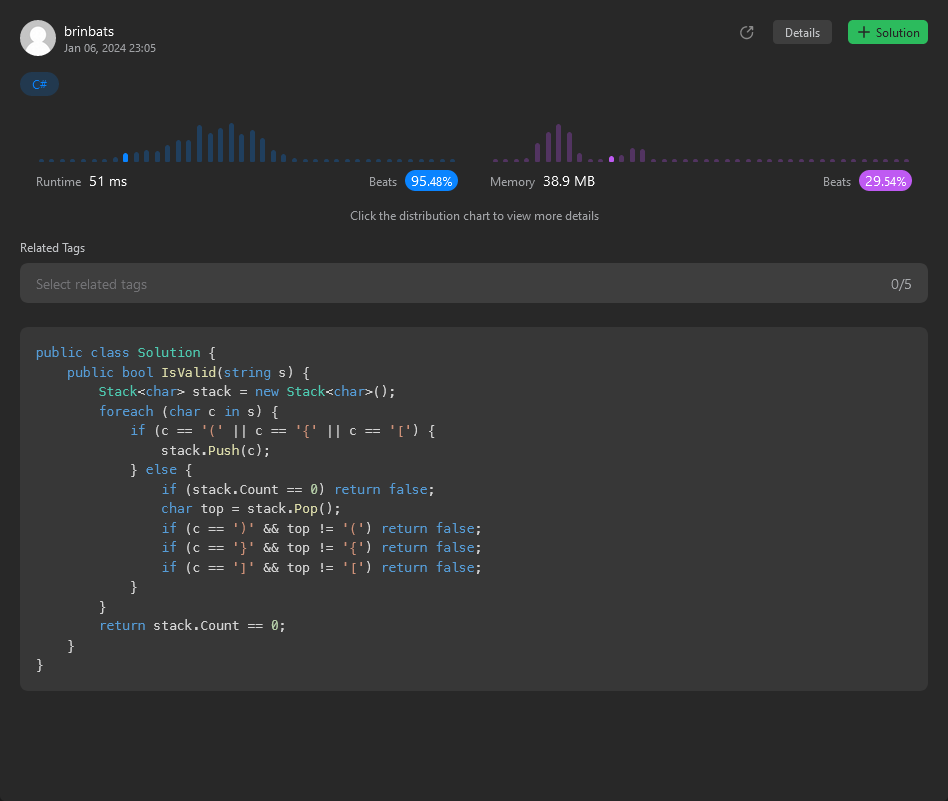 brinbats
Jan 06, 2024 23:05
Details
Solution
C#
Runtime 51 ms Beats 95.48%
Memory 38.9 MB Beats 29.54%
Click the distribution chart to view more details
Related Tags
Select related tags 0/5
public class Solution {
    public bool IsValid(string s) {
        Stack<char> stack = new Stack<char>();
        foreach (char c in s) {
            if (c == '(' || c == '{' || c == '[') {
                stack.Push(c);
            } else {
                if (stack.Count == 0) return false;
                char top = stack.Pop();
                if (c == ')' && top != '(') return false;
                if (c == '}' && top != '{') return false;
                if (c == ']' && top != '[') return false;
            }
        }
        return stack.Count == 0;
    }
}